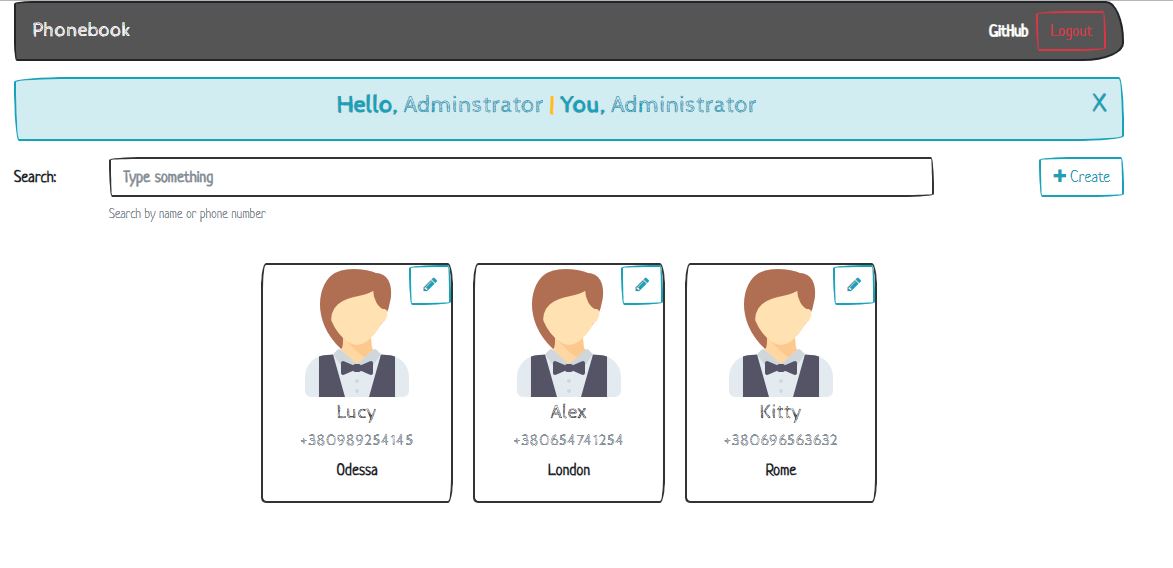 Phonebook GitHub Logout
Hello, Adminstrator | You, Administrator X
Search: Type something + Create
Search by name or phone number
Lucy Alex Kitty
+380989254145 +380654741254 +380696563632
Odessa London Rome